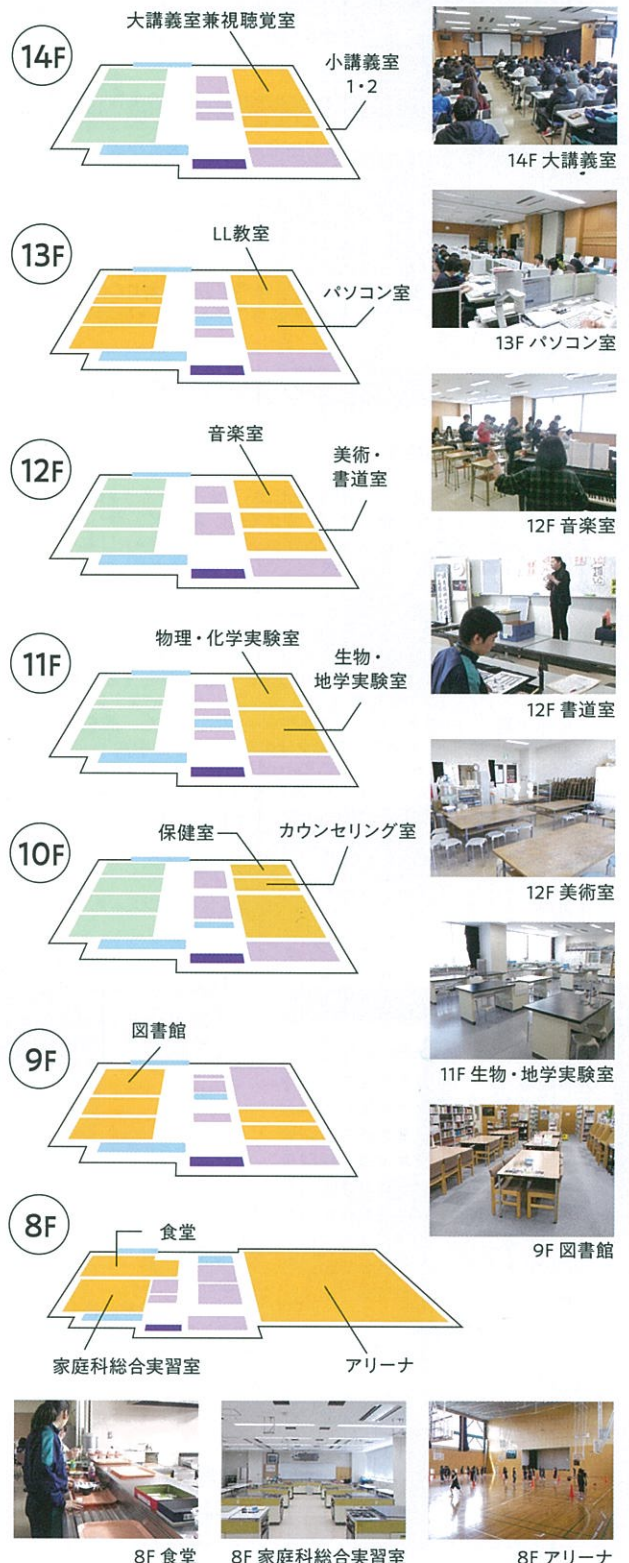 14F
大講義室兼視聴覚室
小講義室
1・2
14F 大講義室
13F
LL教室
パソコン室
13F パソコン室
12F
音楽室
美術・
書道室
12F 音楽室
12F 書道室
11F
物理・化学実験室
生物・
地学実験室
12F 美術室
10F
保健室
カウンセリング室
11F 生物・地学実験室
9F
図書館
9F 図書館
8F
食堂
家庭科総合実習室
アリーナ
8F 食堂
8F 家庭科総合実習室
8F アリーナ